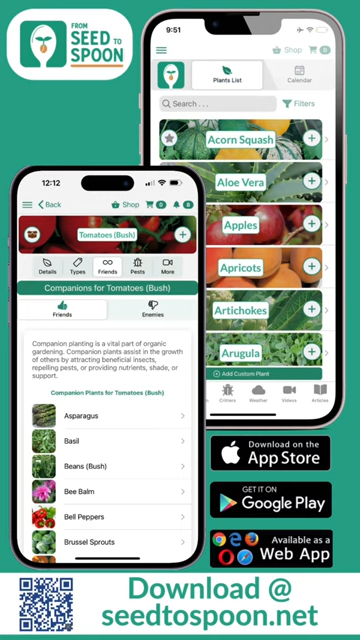 FROM
SEED TO
SPOON
9:51
Shop
0
Plants List
Calendar
Search . . .
Filters
Acorn Squash
Aloe Vera
Apples
Apricots
Artichokes
Arugula
Add Custom Plant
Critters
Weather
Videos
Articles
12:12
Back
Shop
0
8
Tomatoes (Bush)
Details
Types
Friends
Pests
More
Companions for Tomatoes (Bush)
Friends
Enemies
Companion planting is a vital part of organic
gardening. Companion plants assist in the growth
of others by attracting beneficial insects,
repelling pests, or providing nutrients, shade, or
support.
Companion Plants for Tomatoes (Bush)
Asparagus
Basil
Beans (Bush)
Bee Balm
Bell Peppers
Brussel Sprouts
Download on the
App Store
GET IT ON
Google Play
Available as a
Web App
Download @
seedtospoon.net